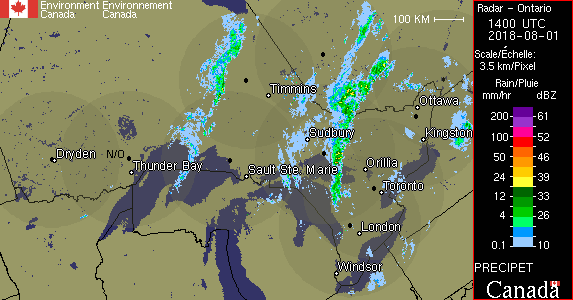 Environment Environnement
Canada Canada
100 KM
Timmins
Ottawa
Sudbury
Kingston
Dryden
N/O
Thunder Bay
Sault Ste. Marie
Orillia
Toronto
London
Windsor
Radar - Ontario
1400 UTC
2018-08-01
Scale/Échelle:
3.5 km/Pixel
Rain/Pluie
mm/hr dBZ
200 61
100 52
50 46
24 39
12 33
4 26
0.1 10
PRECIPET
Canada